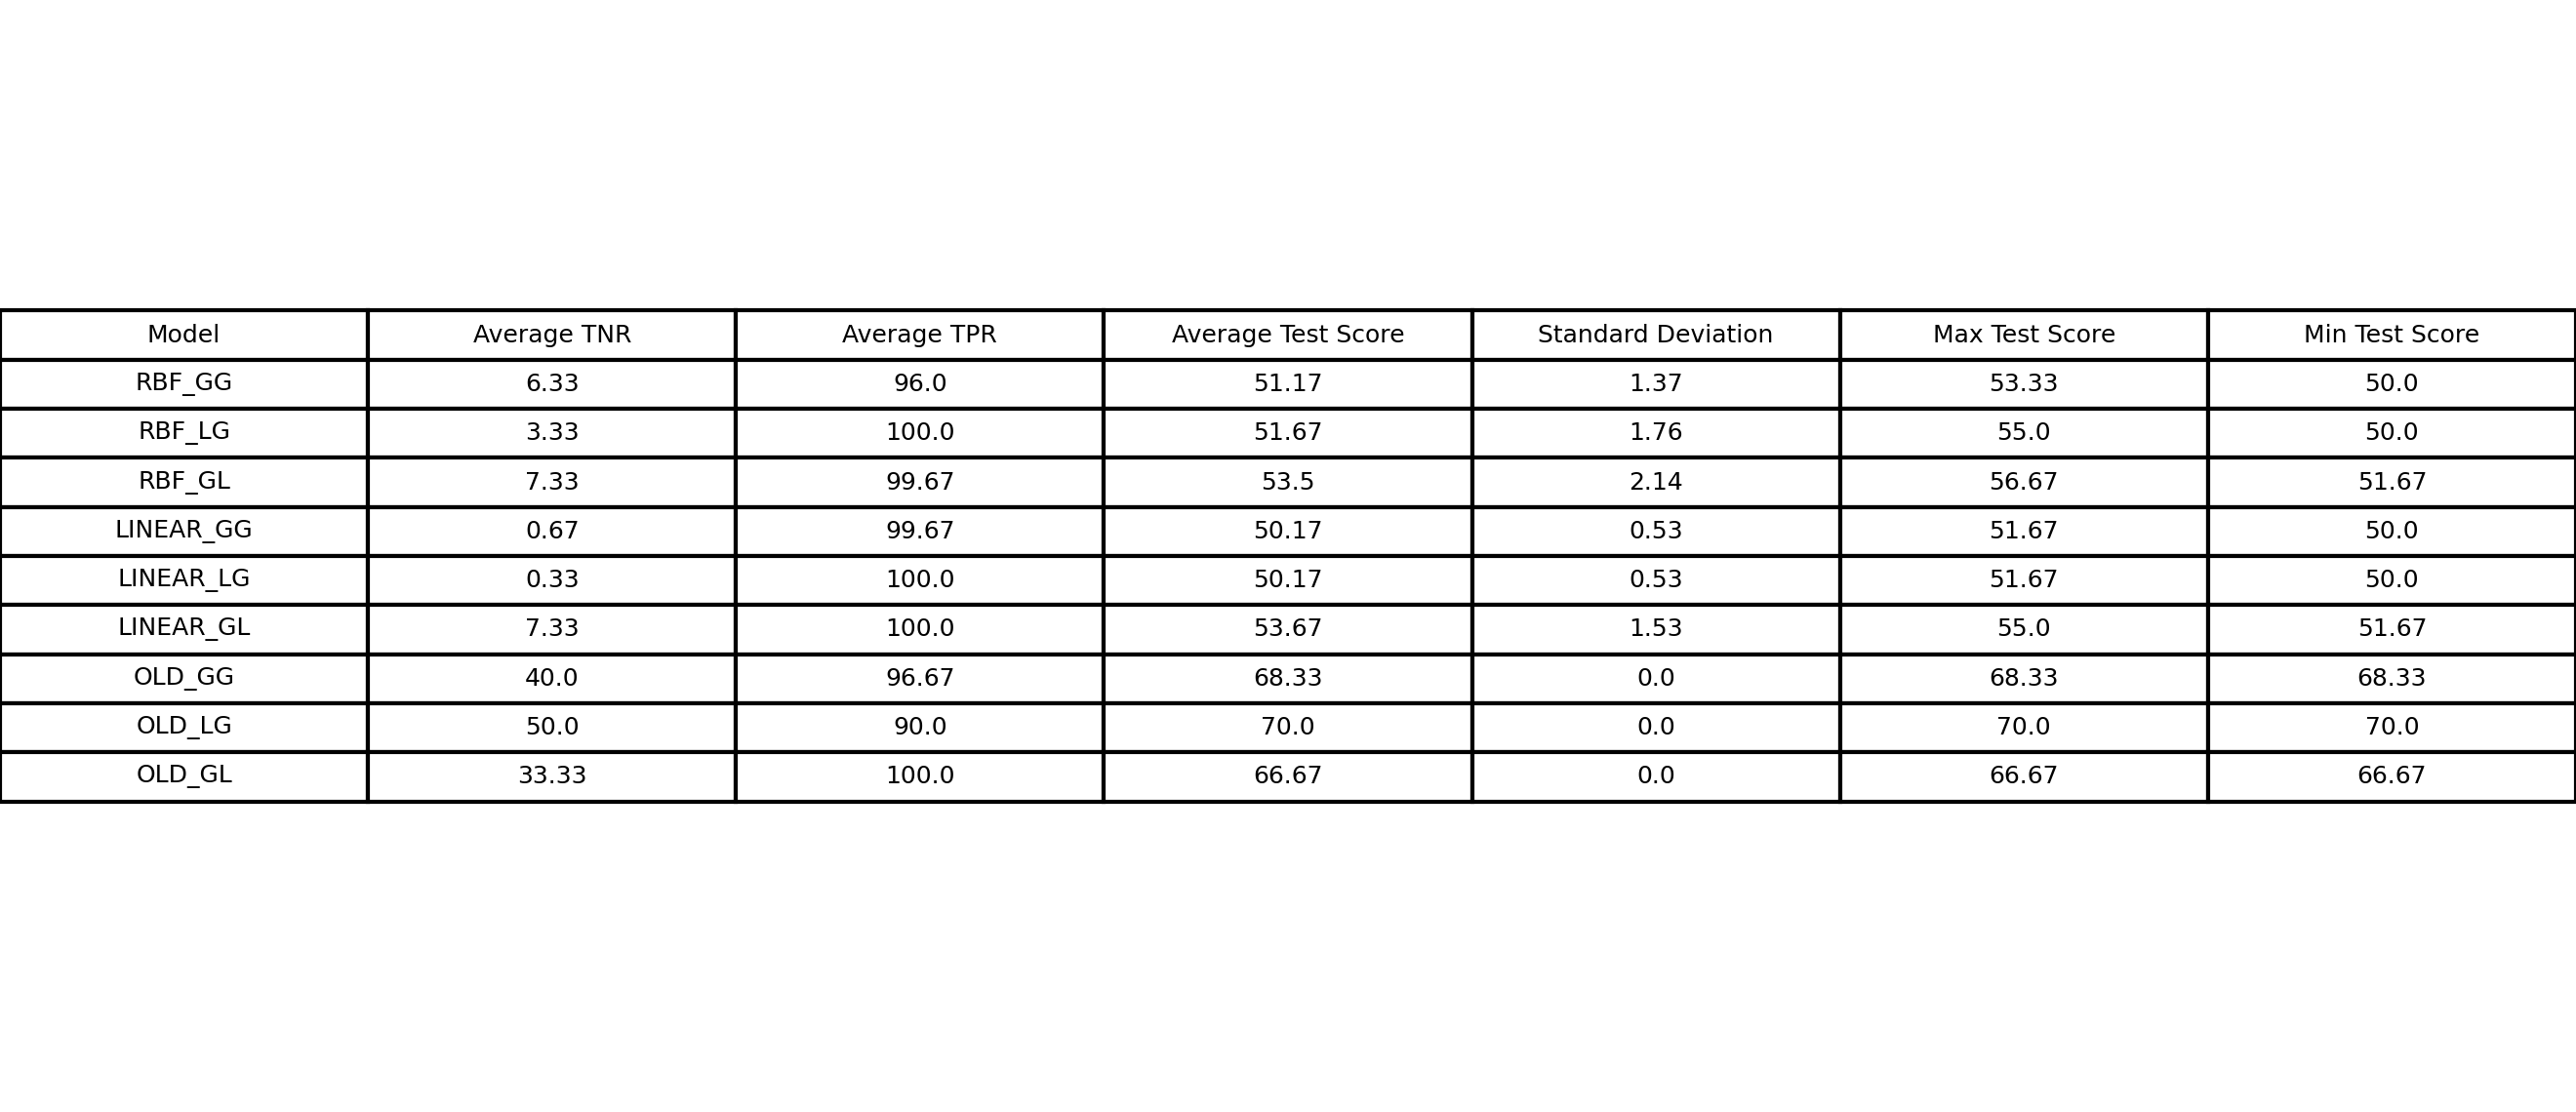 Model Average TNR Average TPR Average Test Score Standard Deviation Max Test Score Min Test Score
RBF_GG 6.33 96.0 51.17 1.37 53.33 50.0
RBF_LG 3.33 100.0 51.67 1.76 55.0 50.0
RBF_GL 7.33 99.67 53.5 2.14 56.67 51.67
LINEAR_GG 0.67 99.67 50.17 0.53 51.67 50.0
LINEAR_LG 0.33 100.0 50.17 0.53 51.67 50.0
LINEAR_GL 7.33 100.0 53.67 1.53 55.0 51.67
OLD_GG 40.0 96.67 68.33 0.0 68.33 68.33
OLD_LG 50.0 90.0 70.0 0.0 70.0 70.0
OLD_GL 33.33 100.0 66.67 0.0 66.67 66.67